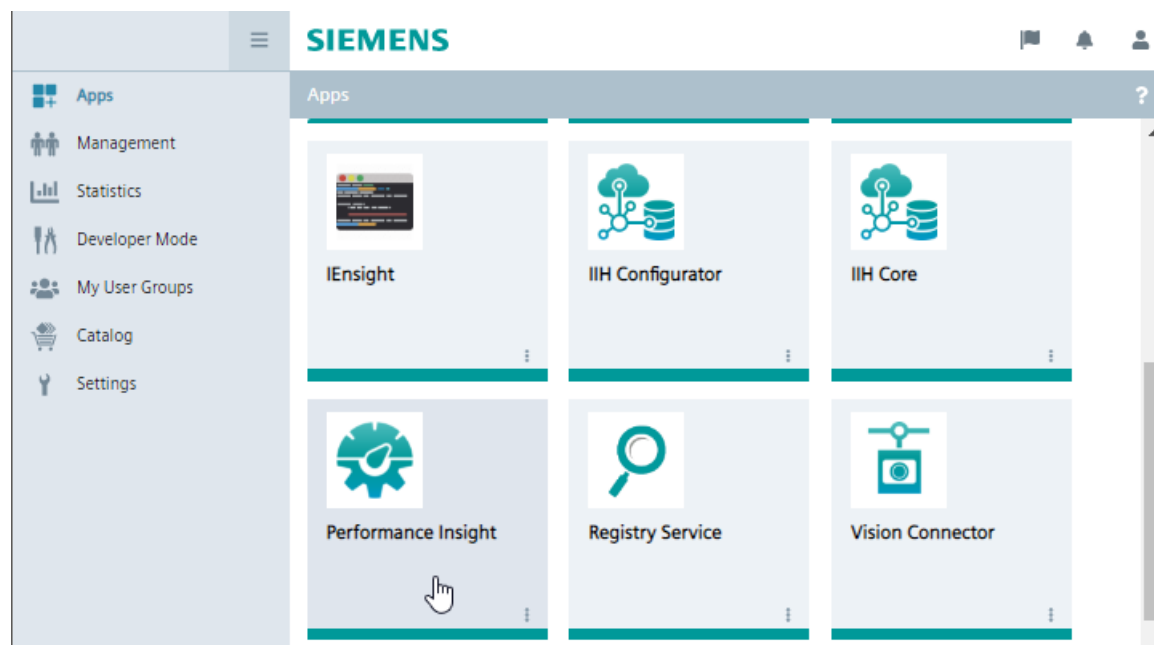 SIEMENS
Apps
Management
Statistics
Developer Mode
My User Groups
Catalog
Settings
Apps
?
IEnsight
IIH Configurator
IIH Core
Performance Insight
Registry Service
Vision Connector